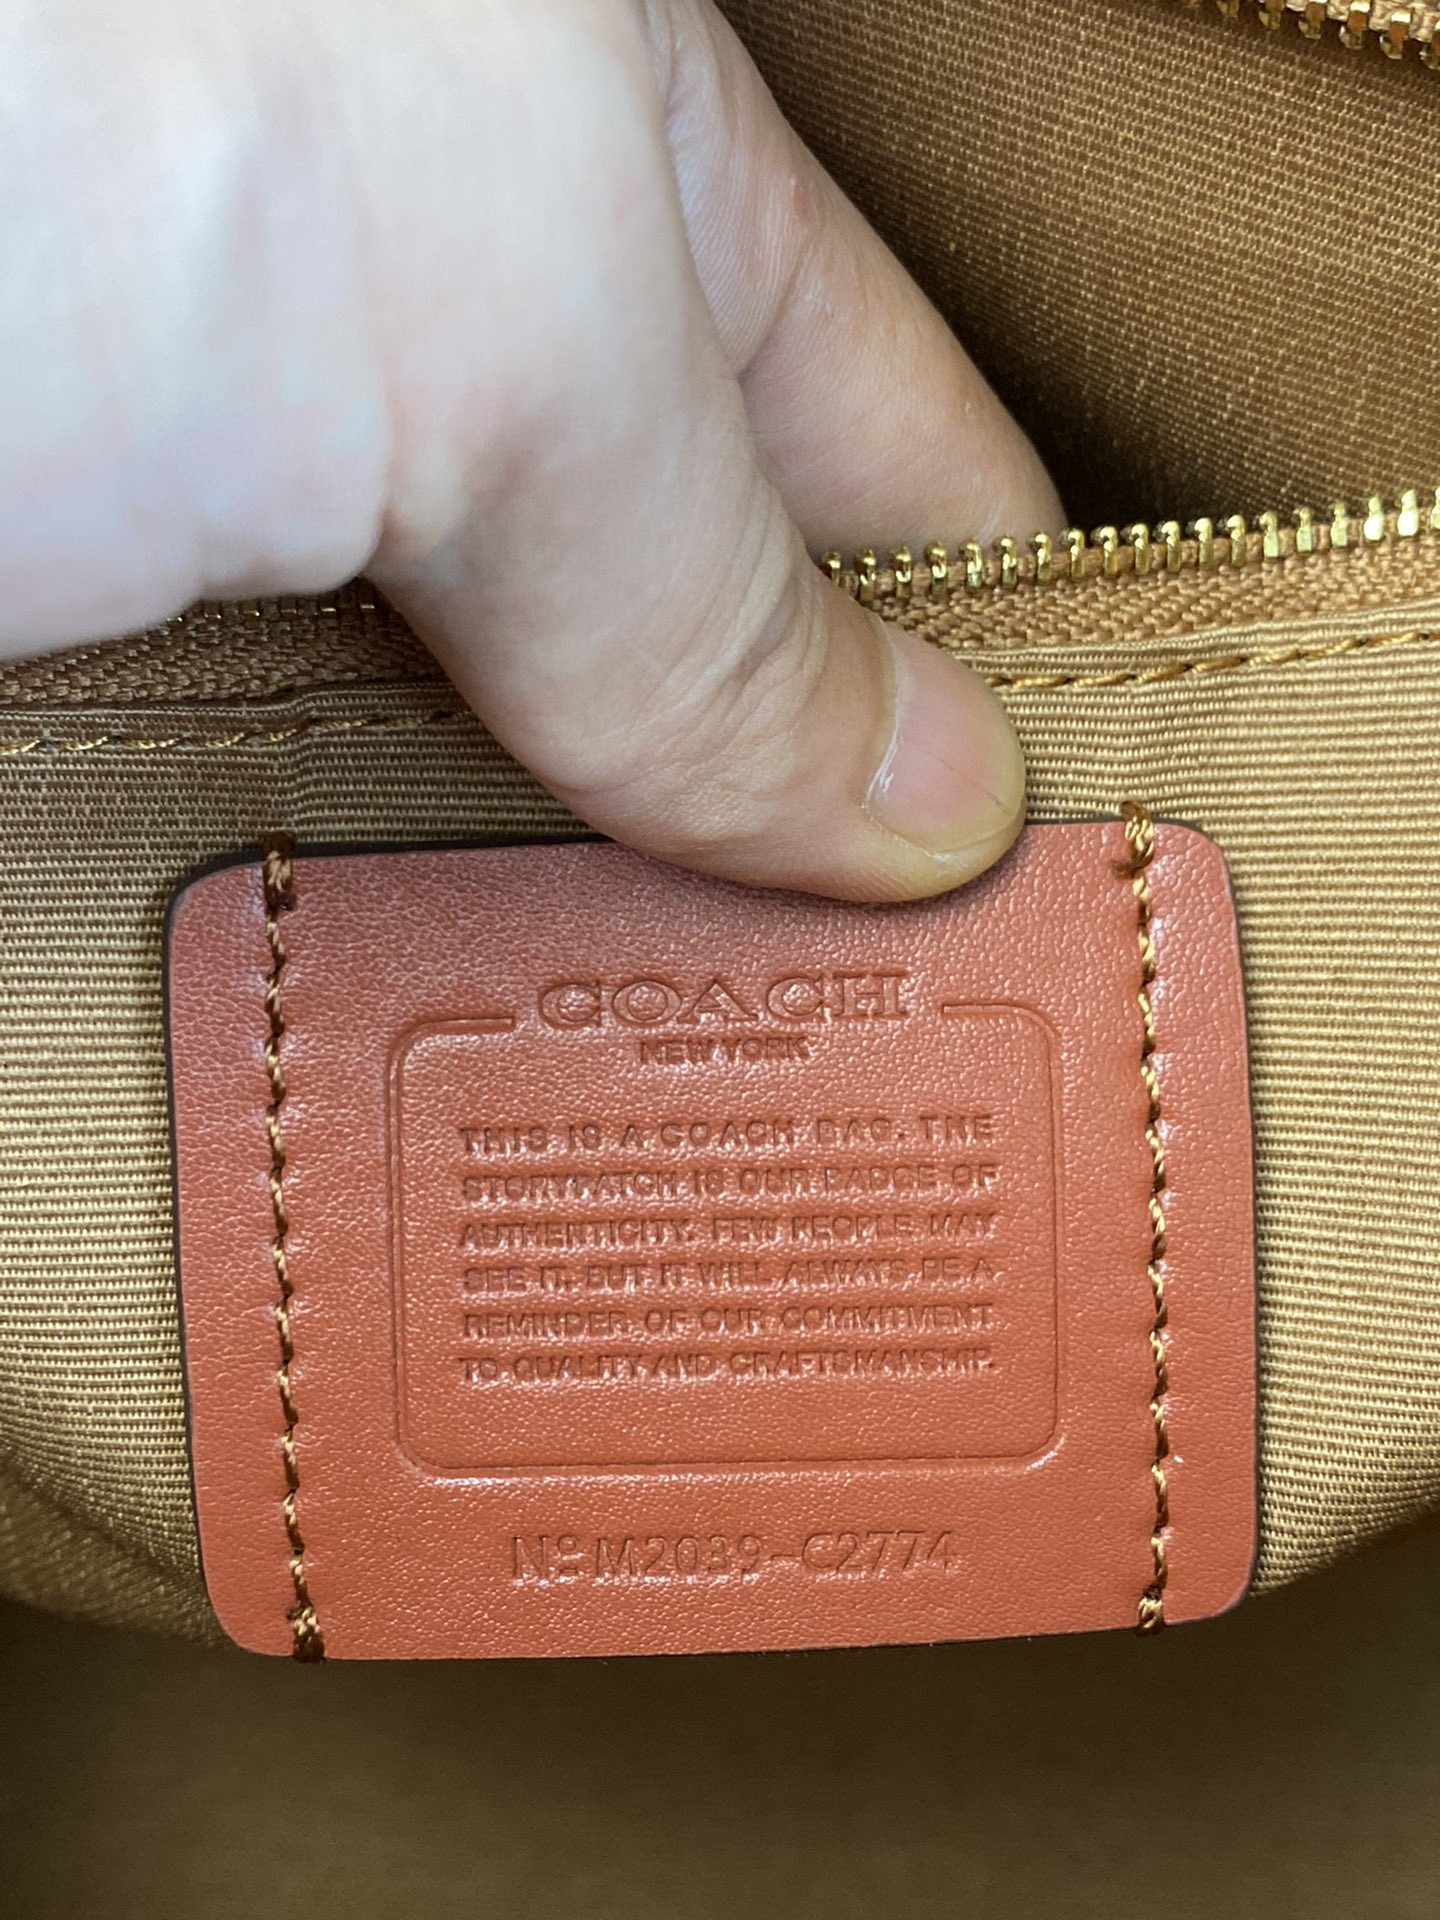 COACH
NEW YORK
THIS IS A COACH BAG. THE
STORYPATCH IS OUR BADGE OF
AUTHENTICITY. FEW PEOPLE MAY
SEE IT, BUT IT WILL ALWAYS BE A
REMINDER OF OUR COMMITMENT
TO QUALITY AND CRAFTSMANSHIP.
Nº M2039-C2774